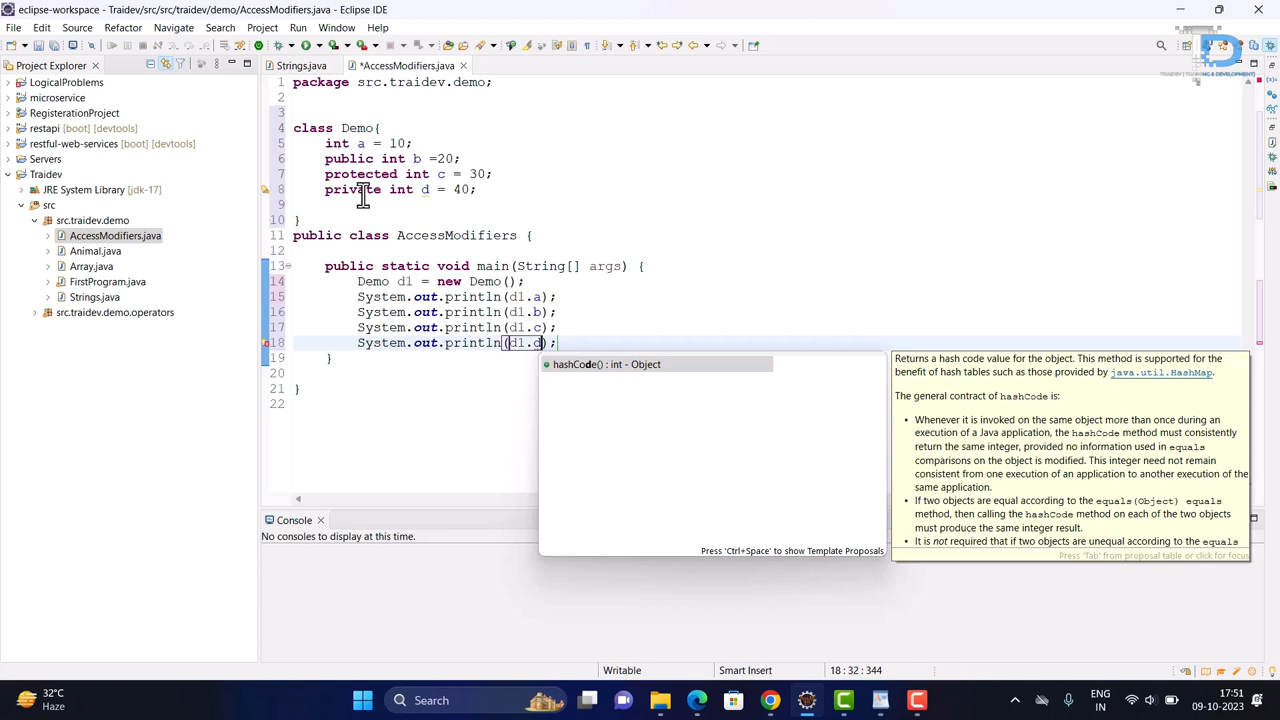 eclipse-workspace - Traidev/src/src/traidev/demo/AccessModifiers.java - Eclipse IDE
File Edit Source Refactor Navigate Search Project Run Window Help
Project Explorer
Strings.java
*AccessModifiers.java
LogicalProblems
microservice
RegisterationProject
restapi [boot] [devtools]
restful-web-services [boot] [devtools]
Servers
Traidev
JRE System Library [jdk-17]
src
src.traidev.demo
AccessModifiers.java
Animal.java
Array.java
FirstProgram.java
Strings.java
src.traidev.demo.operators
1 package src.traidev.demo;
2
3
4 class Demo{
5 int a = 10;
6 public int b =20;
7 protected int c = 30;
8 private int d = 40;
9
10 }
11 public class AccessModifiers {
12
13 public static void main(String[] args) {
14 Demo d1 = new Demo();
15 System.out.println(d1.a);
16 System.out.println(d1.b);
17 System.out.println(d1.c);
18 System.out.println(d1.d);
19 }
20
21 }
22
hashCode() : int - Object
Press 'Ctrl+Space' to show Template Proposals
Returns a hash code value for the object. This method is supported for the
benefit of hash tables such as those provided by java.util.HashMap.
The general contract of hashCode is:
• Whenever it is invoked on the same object more than once during an
execution of a Java application, the hashCode method must consistently
return the same integer, provided no information used in equals
comparisons on the object is modified. This integer need not remain
consistent from one execution of an application to another execution of the
same application.
• If two objects are equal according to the equals(Object) equals
method, then calling the hashCode method on each of the two objects
must produce the same integer result.
• It is not required that if two objects are unequal according to the equals
Press 'Tab' from proposal table or click for focus
Console
No consoles to display at this time.
Writable
Smart Insert
18 : 32 : 344
32°C
Haze
Search
ENG
IN
17:51
09-10-2023